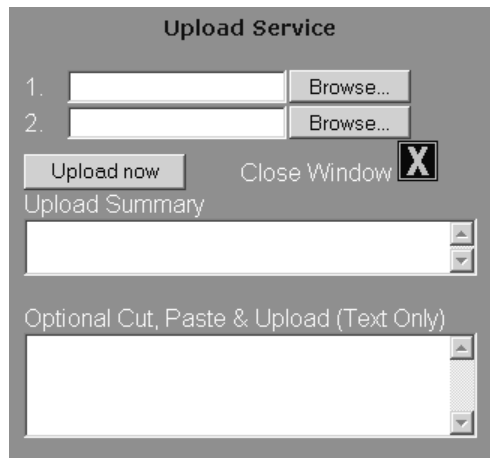 Upload Service
1. Browse...
2. Browse...
Upload now Close Window X
Upload Summary
Optional Cut, Paste & Upload (Text Only)